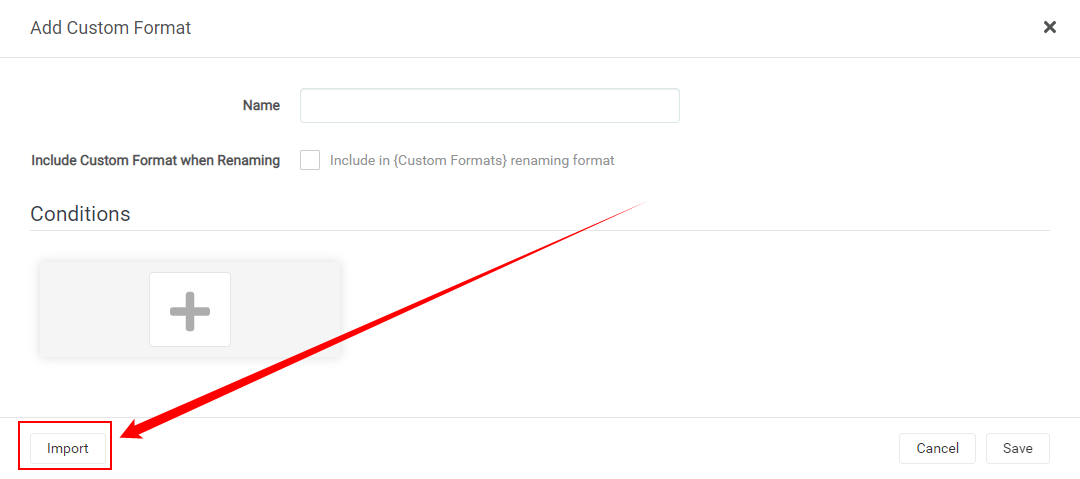 Add Custom Format
Name
Include Custom Format when Renaming
Include in {Custom Formats} renaming format
Conditions
Import
Cancel
Save